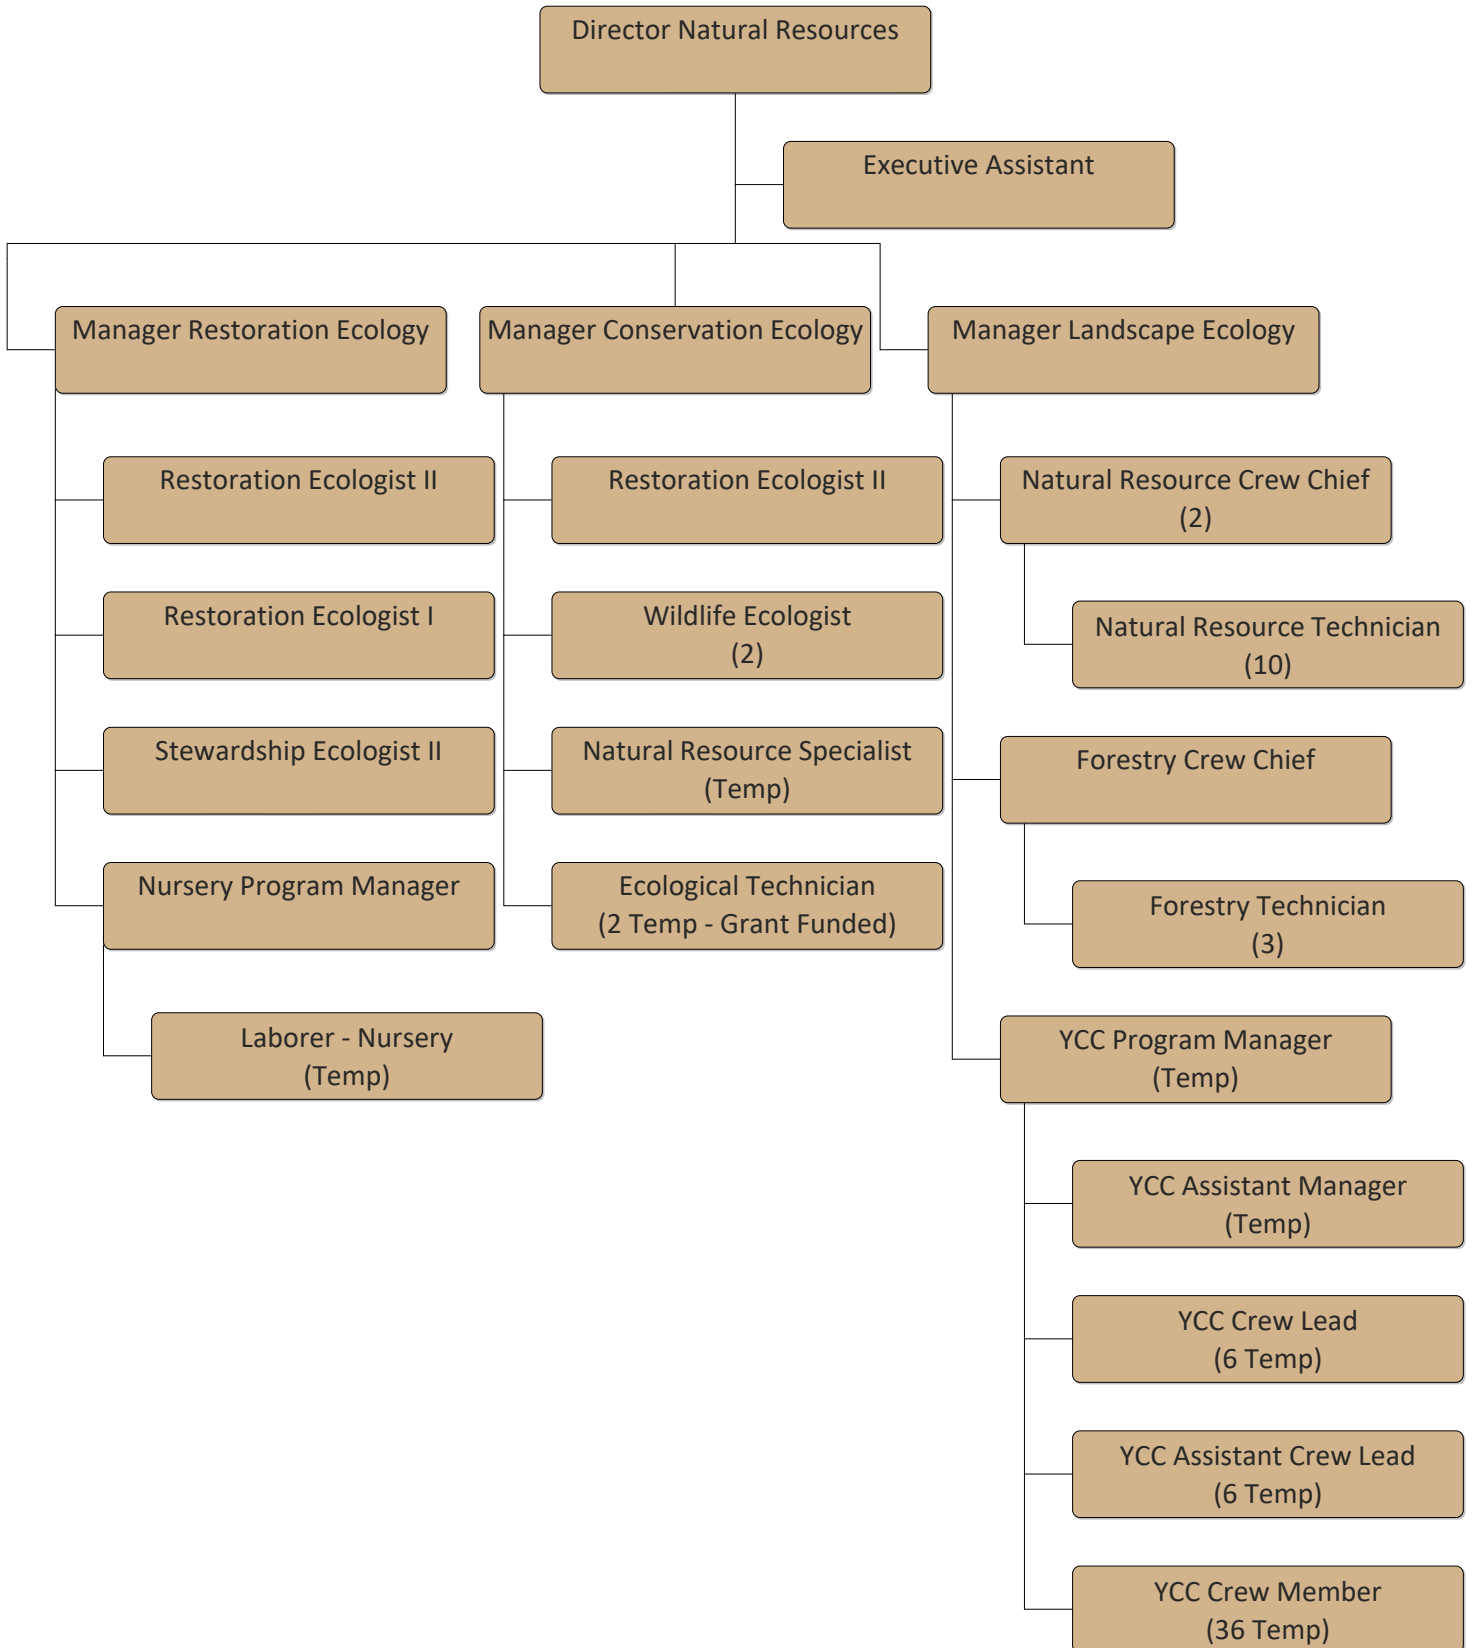 Director Natural Resources
Executive Assistant
Manager Restoration Ecology
Restoration Ecologist II
Restoration Ecologist I
Stewardship Ecologist II
Nursery Program Manager
Laborer - Nursery
(Temp)
Manager Conservation Ecology
Restoration Ecologist II
Wildlife Ecologist
(2)
Natural Resource Specialist
(Temp)
Ecological Technician
(2 Temp - Grant Funded)
Manager Landscape Ecology
Natural Resource Crew Chief
(2)
Natural Resource Technician
(10)
Forestry Crew Chief
Forestry Technician
(3)
YCC Program Manager
(Temp)
YCC Assistant Manager
(Temp)
YCC Crew Lead
(6 Temp)
YCC Assistant Crew Lead
(6 Temp)
YCC Crew Member
(36 Temp)